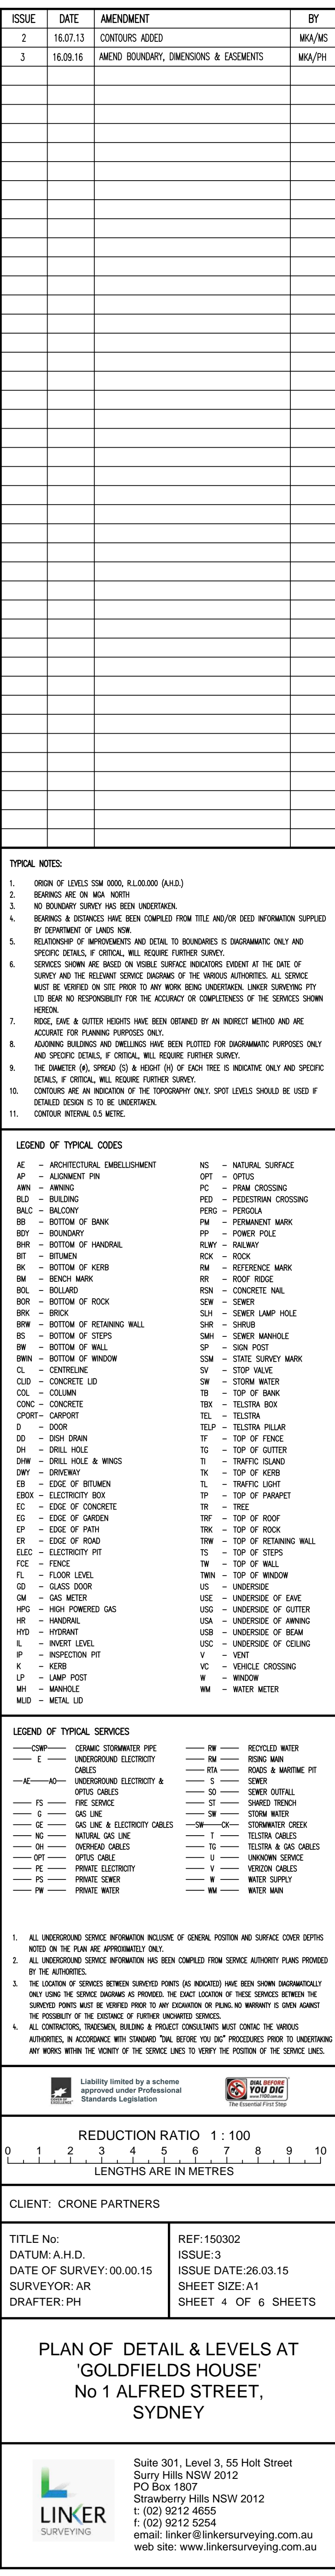 ISSUE DATE AMENDMENT BY
2 16.07.13 CONTOURS ADDED MKA/MS
3 16.09.16 AMEND BOUNDARY, DIMENSIONS & EASEMENTS MKA/PH
TYPICAL NOTES:
1. ORIGIN OF LEVELS SSM 0000, R.L.00.000 (A.H.D.)
2. BEARINGS ARE ON MGA NORTH
3. NO BOUNDARY SURVEY HAS BEEN UNDERTAKEN.
4. BEARINGS & DISTANCES HAVE BEEN COMPILED FROM TITLE AND/OR DEED INFORMATION SUPPLIED
BY DEPARTMENT OF LANDS NSW.
5. RELATIONSHIP OF IMPROVEMENTS AND DETAIL TO BOUNDARIES IS DIAGRAMMATIC ONLY AND
SPECIFIC DETAILS, IF CRITICAL, WILL REQUIRE FURTHER SURVEY.
6. SERVICES SHOWN ARE BASED ON VISIBLE SURFACE INDICATORS EVIDENT AT THE DATE OF
SURVEY AND THE RELEVANT SERVICE DIAGRAMS OF THE VARIOUS AUTHORITIES. ALL SERVICE
MUST BE VERIFIED ON SITE PRIOR TO ANY WORK BEING UNDERTAKEN. LINKER SURVEYING PTY
LTD BEAR NO RESPONSIBILITY FOR THE ACCURACY OR COMPLETENESS OF THE SERVICES SHOWN
HEREON.
7. RIDGE, EAVE & GUTTER HEIGHTS HAVE BEEN OBTAINED BY AN INDIRECT METHOD AND ARE
ACCURATE FOR PLANNING PURPOSES ONLY.
8. ADJOINING BUILDINGS AND DWELLINGS HAVE BEEN PLOTTED FOR DIAGRAMMATIC PURPOSES ONLY
AND SPECIFIC DETAILS, IF CRITICAL, WILL REQUIRE FURTHER SURVEY.
9. THE DIAMETER (ø), SPREAD (S) & HEIGHT (H) OF EACH TREE IS INDICATIVE ONLY AND SPECIFIC
DETAILS, IF CRITICAL, WILL REQUIRE FURTHER SURVEY.
10. CONTOURS ARE AN INDICATION OF THE TOPOGRAPHY ONLY. SPOT LEVELS SHOULD BE USED IF
DETAILED DESIGN IS TO BE UNDERTAKEN.
11. CONTOUR INTERVAL 0.5 METRE.
LEGEND OF TYPICAL CODES
AE – ARCHITECTURAL EMBELLISHMENT
AP – ALIGNMENT PIN
AWN – AWNING
BLD – BUILDING
BALC – BALCONY
BB – BOTTOM OF BANK
BDY – BOUNDARY
BHR – BOTTOM OF HANDRAIL
BIT – BITUMEN
BK – BOTTOM OF KERB
BM – BENCH MARK
BOL – BOLLARD
BOR – BOTTOM OF ROCK
BRK – BRICK
BRW – BOTTOM OF RETAINING WALL
BS – BOTTOM OF STEPS
BW – BOTTOM OF WALL
BWIN – BOTTOM OF WINDOW
CL – CENTRELINE
CLID – CONCRETE LID
COL – COLUMN
CONC – CONCRETE
CPORT– CARPORT
D – DOOR
DD – DISH DRAIN
DH – DRILL HOLE
DHW – DRILL HOLE & WINGS
DWY – DRIVEWAY
EB – EDGE OF BITUMEN
EBOX – ELECTRICITY BOX
EC – EDGE OF CONCRETE
EG – EDGE OF GARDEN
EP – EDGE OF PATH
ER – EDGE OF ROAD
ELEC – ELECTRICITY PIT
FCE – FENCE
FL – FLOOR LEVEL
GD – GLASS DOOR
GM – GAS METER
HPG – HIGH POWERED GAS
HR – HANDRAIL
HYD – HYDRANT
IL – INVERT LEVEL
IP – INSPECTION PIT
K – KERB
LP – LAMP POST
MH – MANHOLE
MLID – METAL LID
NS – NATURAL SURFACE
OPT – OPTUS
PC – PRAM CROSSING
PED – PEDESTRIAN CROSSING
PERG – PERGOLA
PM – PERMANENT MARK
PP – POWER POLE
RLWY – RAILWAY
RCK – ROCK
RM – REFERENCE MARK
RR – ROOF RIDGE
RSN – CONCRETE NAIL
SEW – SEWER
SLH – SEWER LAMP HOLE
SHR – SHRUB
SMH – SEWER MANHOLE
SP – SIGN POST
SSM – STATE SURVEY MARK
SV – STOP VALVE
SW – STORM WATER
TB – TOP OF BANK
TBX – TELSTRA BOX
TEL – TELSTRA
TELP – TELSTRA PILLAR
TF – TOP OF FENCE
TG – TOP OF GUTTER
TI – TRAFFIC ISLAND
TK – TOP OF KERB
TL – TRAFFIC LIGHT
TP – TOP OF PARAPET
TR – TREE
TRF – TOP OF ROOF
TRK – TOP OF ROCK
TRW – TOP OF RETAINING WALL
TS – TOP OF STEPS
TW – TOP OF WALL
TWIN – TOP OF WINDOW
US – UNDERSIDE
USE – UNDERSIDE OF EAVE
USG – UNDERSIDE OF GUTTER
USA – UNDERSIDE OF AWNING
USB – UNDERSIDE OF BEAM
USC – UNDERSIDE OF CEILING
V – VENT
VC – VEHICLE CROSSING
W – WINDOW
WM – WATER METER
LEGEND OF TYPICAL SERVICES
CSWP CERAMIC STORMWATER PIPE
E UNDERGROUND ELECTRICITY
CABLES
AE AO UNDERGROUND ELECTRICITY &
OPTUS CABLES
FS FIRE SERVICE
G GAS LINE
GE GAS LINE & ELECTRICITY CABLES
NG NATURAL GAS LINE
OH OVERHEAD CABLES
OPT OPTUS CABLE
PE PRIVATE ELECTRICITY
PS PRIVATE SEWER
PW PRIVATE WATER
RW RECYCLED WATER
RM RISING MAIN
RTA ROADS & MARITIME PIT
S SEWER
SO SEWER OUTFALL
ST SHARED TRENCH
SW STORM WATER
SW CK STORMWATER CREEK
T TELSTRA CABLES
TG TELSTRA & GAS CABLES
U UNKNOWN SERVICE
V VERIZON CABLES
W WATER SUPPLY
WM WATER MAIN
1. ALL UNDERGROUND SERVICE INFORMATION INCLUSIVE OF GENERAL POSITION AND SURFACE COVER DEPTHS
NOTED ON THE PLAN ARE APPROXIMATELY ONLY.
2. ALL UNDERGROUND SERVICE INFORMATION HAS BEEN COMPILED FROM SERVICE AUTHORITY PLANS PROVIDED
BY THE AUTHORITIES.
3. THE LOCATION OF SERVICES BETWEEN SURVEYED POINTS (AS INDICATED) HAVE BEEN SHOWN DIAGRAMMATICALLY
ONLY USING THE SERVICE DIAGRAMS AS PROVIDED. THE EXACT LOCATION OF THESE SERVICES BETWEEN THE
SURVEYED POINTS MUST BE VERIFIED PRIOR TO ANY EXCAVATION OR PILING. NO WARRANTY IS GIVEN AGAINST
THE POSSIBILITY OF THE EXISTANCE OF FURTHER UNCHARTED SERVICES.
4. ALL CONTRACTORS, TRADESMEN, BUILDING & PROJECT CONSULTANTS MUST CONTAC THE VARIOUS
AUTHORITIES, IN ACCORDANCE WITH STANDARD "DIAL BEFORE YOU DIG" PROCEDURES PRIOR TO UNDERTAKING
ANY WORKS WITHIN THE VICINITY OF THE SERVICE LINES TO VERIFY THE POSITION OF THE SERVICE LINES.
Liability limited by a scheme
approved under Professional
Standards Legislation
DIAL BEFORE
YOU DIG
www.1100.com.au
The Essential First Step
REDUCTION RATIO 1 : 100
0 1 2 3 4 5 6 7 8 9 10
LENGTHS ARE IN METRES
CLIENT: CRONE PARTNERS
TITLE No:
DATUM: A.H.D.
DATE OF SURVEY: 00.00.15
SURVEYOR: AR
DRAFTER: PH
REF: 150302
ISSUE: 3
ISSUE DATE: 26.03.15
SHEET SIZE: A1
SHEET 4 OF 6 SHEETS
PLAN OF DETAIL & LEVELS AT
'GOLDFIELDS HOUSE'
No 1 ALFRED STREET,
SYDNEY
LINKER
SURVEYING
Suite 301, Level 3, 55 Holt Street
Surry Hills NSW 2012
PO Box 1807
Strawberry Hills NSW 2012
t: (02) 9212 4655
f: (02) 9212 5254
email: linker@linkersurveying.com.au
web site: www.linkersurveying.com.au